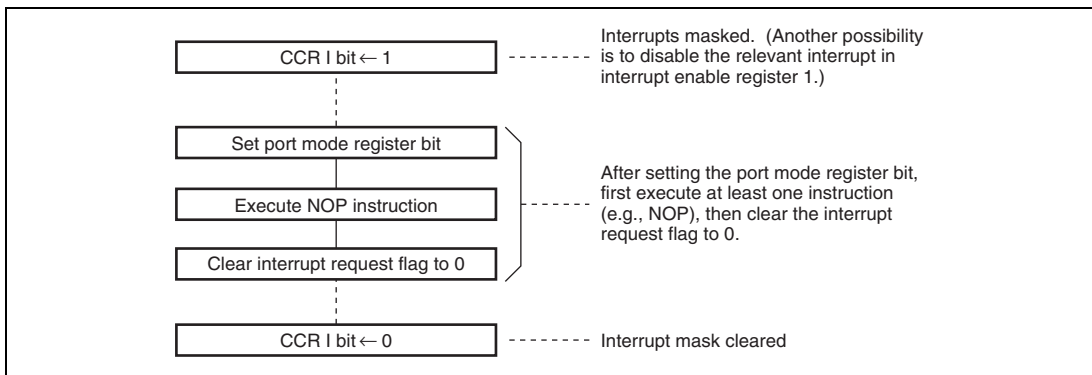 CCR I bit ← 1
Interrupts masked. (Another possibility
is to disable the relevant interrupt in
interrupt enable register 1.)
Set port mode register bit
Execute NOP instruction
Clear interrupt request flag to 0
After setting the port mode register bit,
first execute at least one instruction
(e.g., NOP), then clear the interrupt
request flag to 0.
CCR I bit ← 0
Interrupt mask cleared